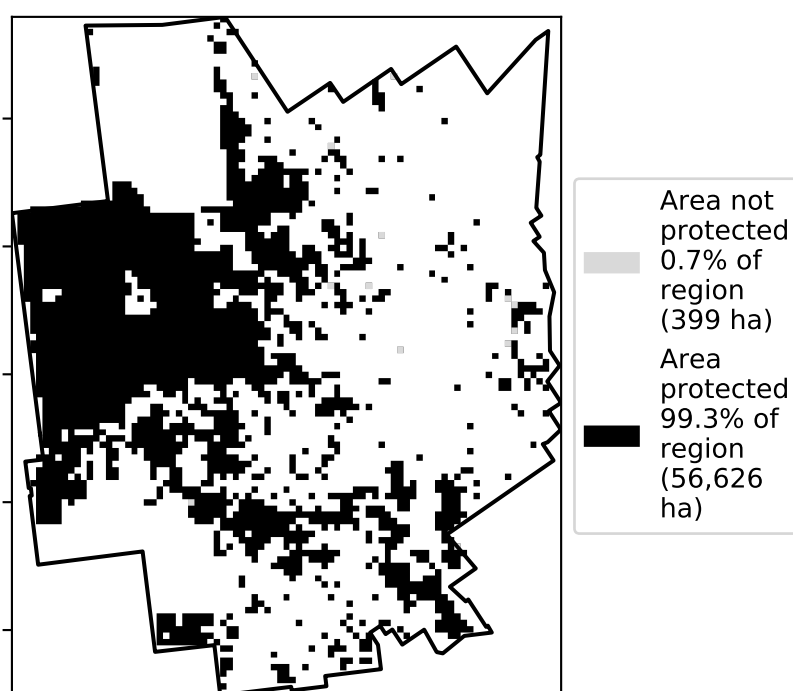 Area not
protected
0.7% of
region
(399 ha)
Area
protected
99.3% of
region
(56,626
ha)